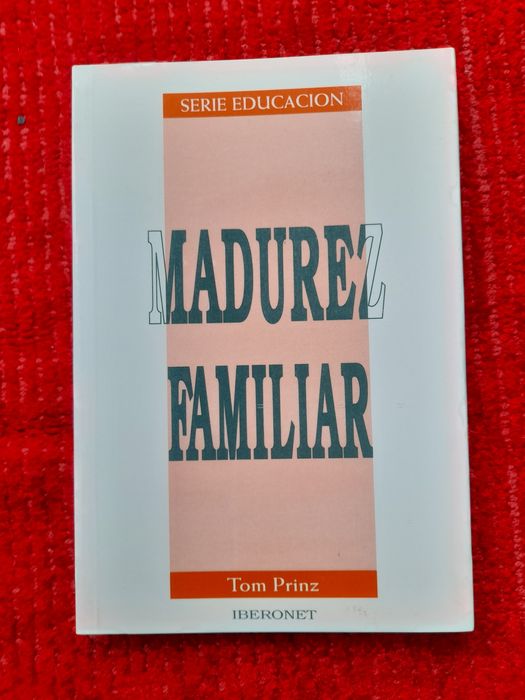 SERIE EDUCACION
MADUREZ
FAMILIAR
Tom Prinz
IBERONET